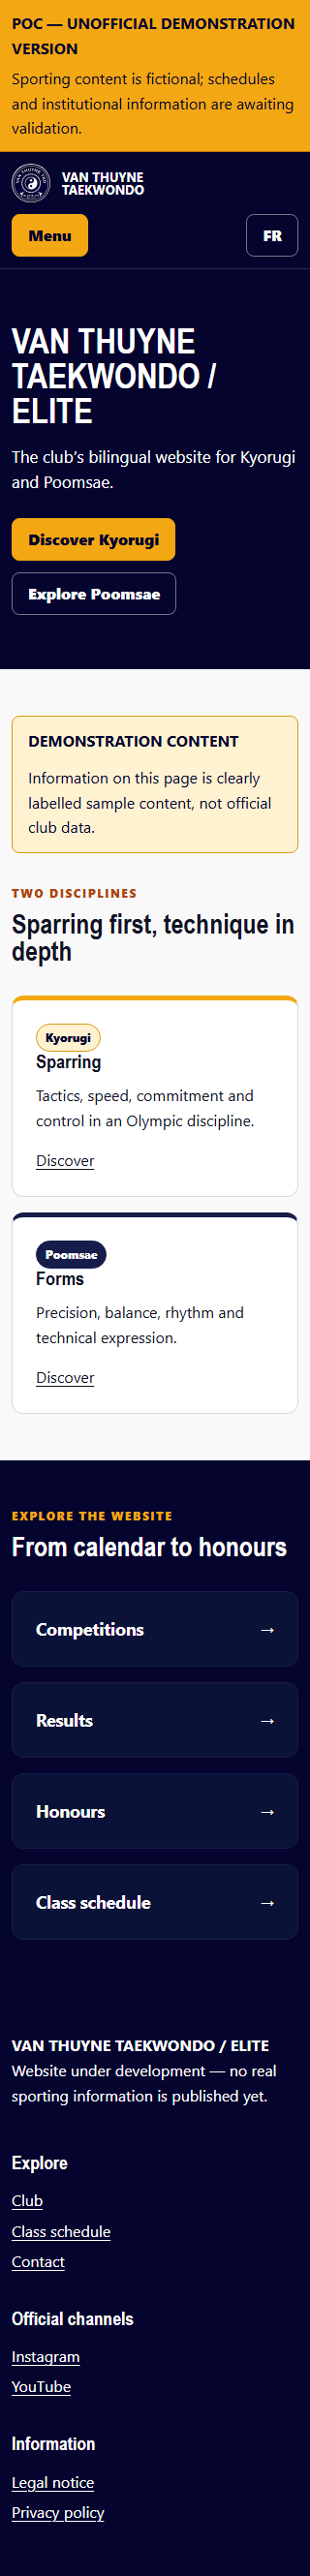 POC — UNOFFICIAL DEMONSTRATION
VERSION
Sporting content is fictional; schedules
and institutional information are awaiting
validation.
VAN THUYNE
TAEKWONDO
Menu
FR
VAN THUYNE
TAEKWONDO /
ELITE
The club’s bilingual website for Kyorugi
and Poomsae.
Discover Kyorugi
Explore Poomsae
DEMONSTRATION CONTENT
Information on this page is clearly
labelled sample content, not official
club data.
TWO DISCIPLINES
Sparring first, technique in
depth
Kyorugi
Sparring
Tactics, speed, commitment and
control in an Olympic discipline.
Discover
Poomsae
Forms
Precision, balance, rhythm and
technical expression.
Discover
EXPLORE THE WEBSITE
From calendar to honours
Competitions →
Results →
Honours →
Class schedule →
VAN THUYNE TAEKWONDO / ELITE
Website under development — no real
sporting information is published yet.
Explore
Club
Class schedule
Contact
Official channels
Instagram
YouTube
Information
Legal notice
Privacy policy